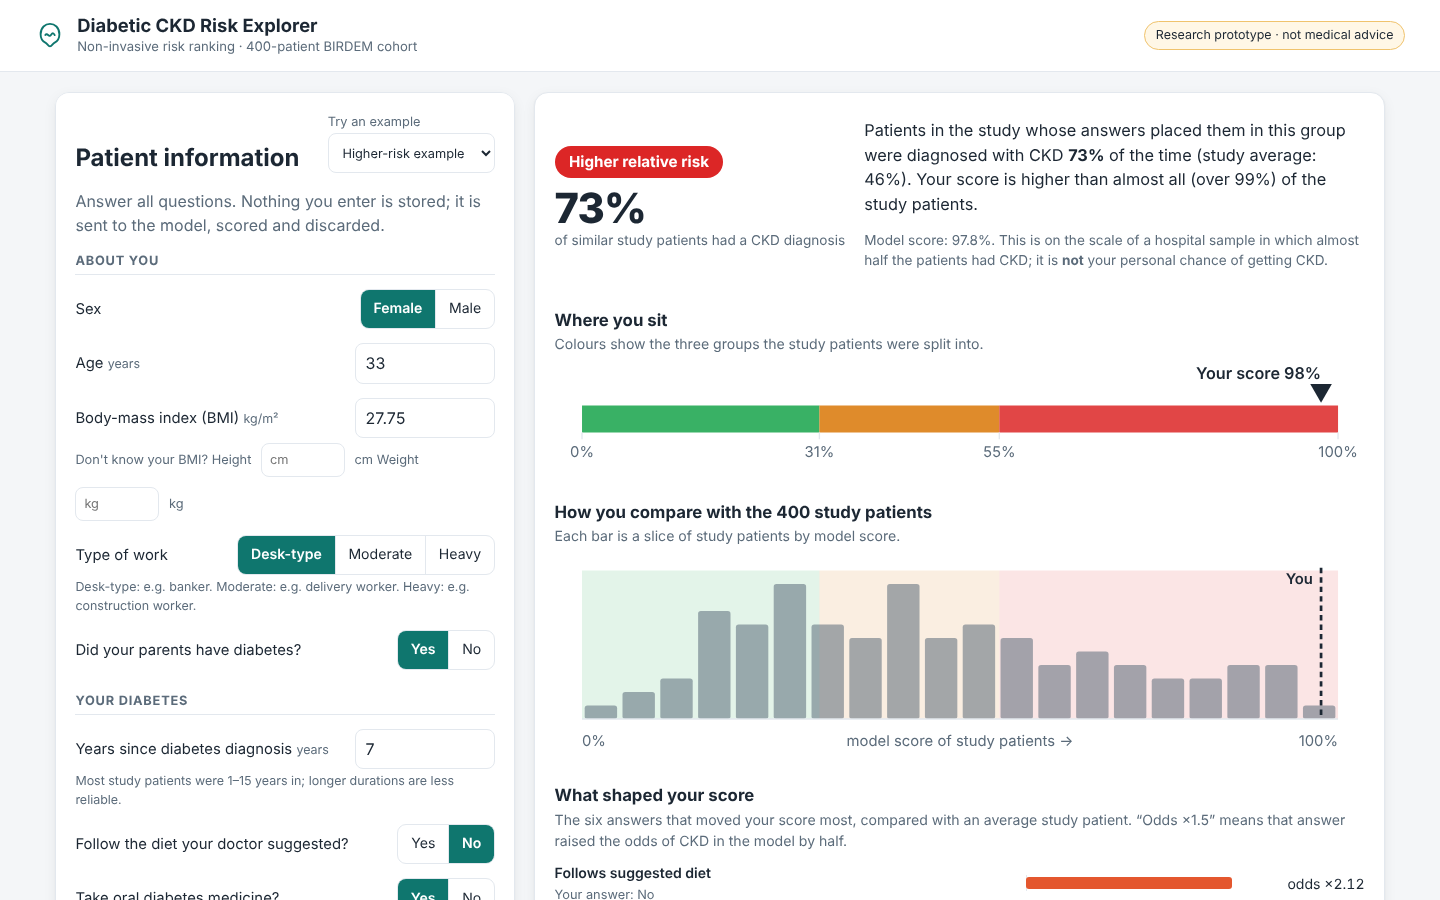 Diabetic CKD Risk Explorer
Non-invasive risk ranking · 400-patient BIRDEM cohort
Research prototype · not medical advice
Try an example
Patient information
Higher-risk example
Answer all questions. Nothing you enter is stored; it is
sent to the model, scored and discarded.
ABOUT YOU
Sex
Female
Male
Age years
33
Body-mass index (BMI) kg/m²
27.75
Don't know your BMI? Height
cm
cm Weight
kg
kg
Type of work
Desk-type
Moderate
Heavy
Desk-type: e.g. banker. Moderate: e.g. delivery worker. Heavy: e.g.
construction worker.
Did your parents have diabetes?
Yes
No
YOUR DIABETES
Years since diabetes diagnosis years
7
Most study patients were 1–15 years in; longer durations are less
reliable.
Follow the diet your doctor suggested?
Yes
No
Take oral diabetes medicine?
Yes
No
Higher relative risk
73%
of similar study patients had a CKD diagnosis
Patients in the study whose answers placed them in this group
were diagnosed with CKD 73% of the time (study average:
46%). Your score is higher than almost all (over 99%) of the
study patients.
Model score: 97.8%. This is on the scale of a hospital sample in which almost
half the patients had CKD; it is not your personal chance of getting CKD.
Where you sit
Colours show the three groups the study patients were split into.
Your score 98%
0%
31%
55%
100%
How you compare with the 400 study patients
Each bar is a slice of study patients by model score.
You
0%
model score of study patients →
100%
What shaped your score
The six answers that moved your score most, compared with an average study patient. “Odds ×1.5” means that answer
raised the odds of CKD in the model by half.
Follows suggested diet
Your answer: No
odds ×2.12